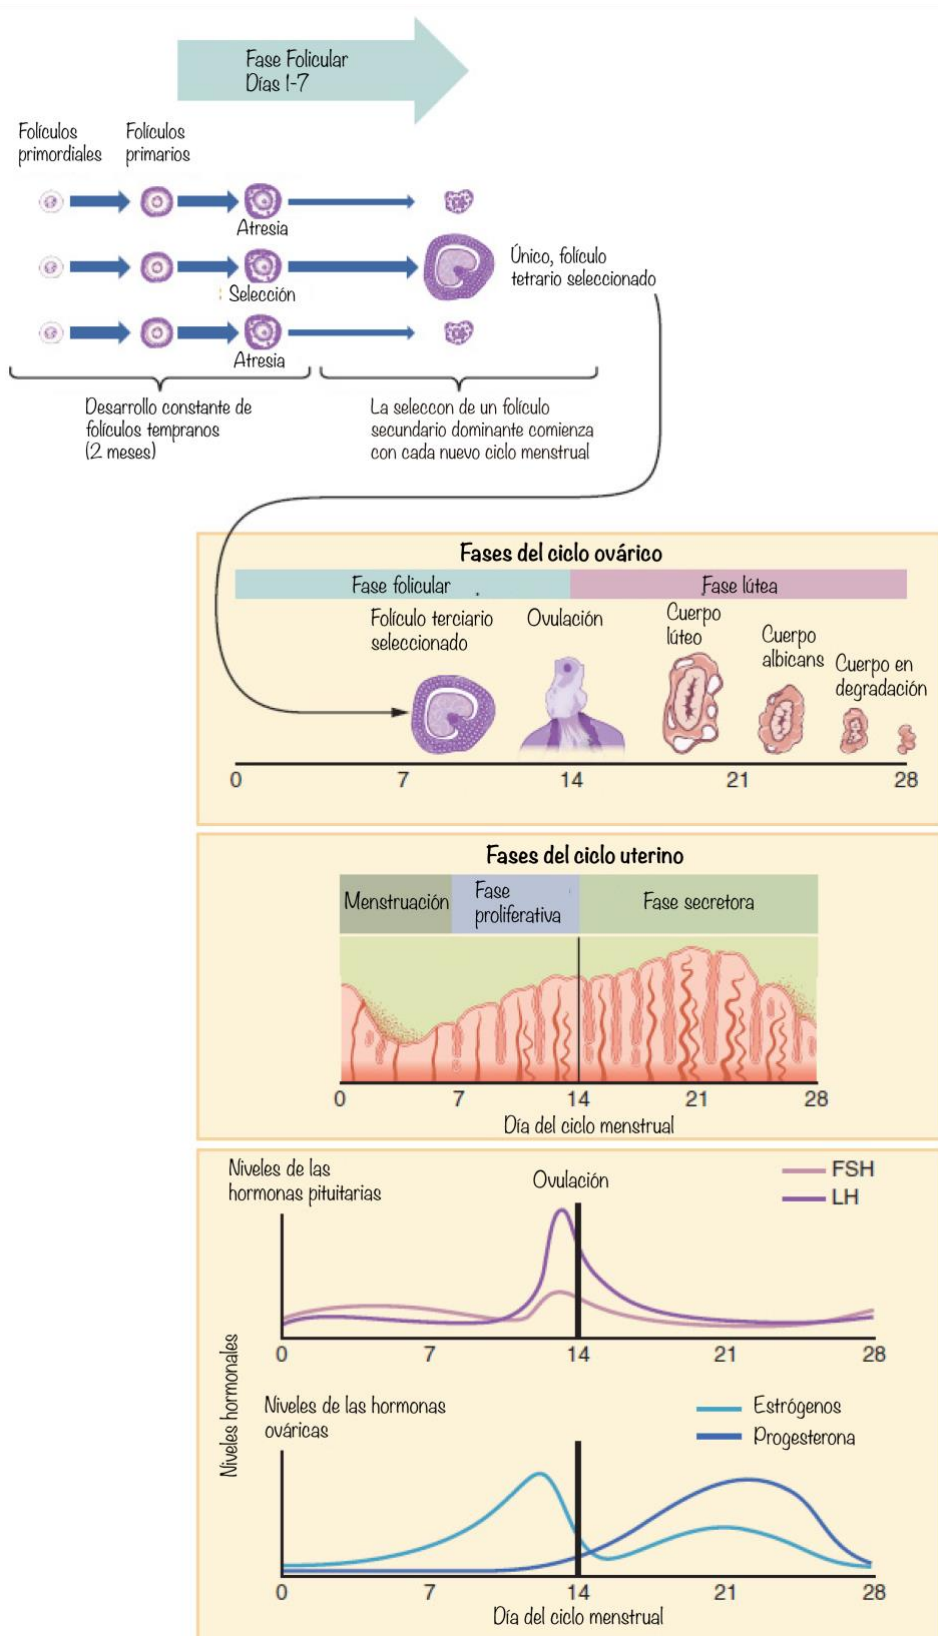 Fase Folicular
Días 1-7
Folículos
primordiales
Folículos
primarios
Atresia
Único, folículo
tetrario seleccionado
: Selección
Atresia
Desarrollo constante de
folículos tempranos
(2 meses)
La seleccon de un folículo
secundario dominante comienza
con cada nuevo ciclo menstrual
Fases del ciclo ovárico
Fase folicular
Fase lútea
Folículo terciario
seleccionado
Ovulación
Cuerpo
lúteo
Cuerpo
albicans
Cuerpo en
degradación
0 7 14 21 28
Fases del ciclo uterino
Menstruación
Fase
proliferativa
Fase secretora
0 7 14 21 28
Día del ciclo menstrual
Niveles de las
hormonas pituitarias
Ovulación
FSH
LH
0 7 14 21 28
Niveles hormonales
Niveles de las hormonas
ováricas
Estrógenos
Progesterona
0 7 14 21 28
Día del ciclo menstrual